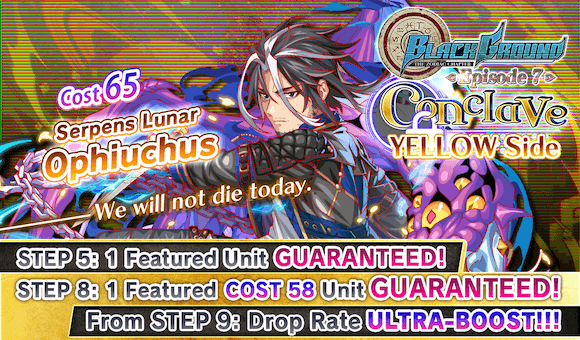 BLACKGROUND
THE ZODIAC CHAPTER
Episode 7
Conclave
YELLOW Side
Cost 65
Serpens Lunar
Ophiuchus
We will not die today.
STEP 5: 1 Featured Unit GUARANTEED!
STEP 8: 1 Featured COST 58 Unit GUARANTEED!
From STEP 9: Drop Rate ULTRA-BOOST!!!